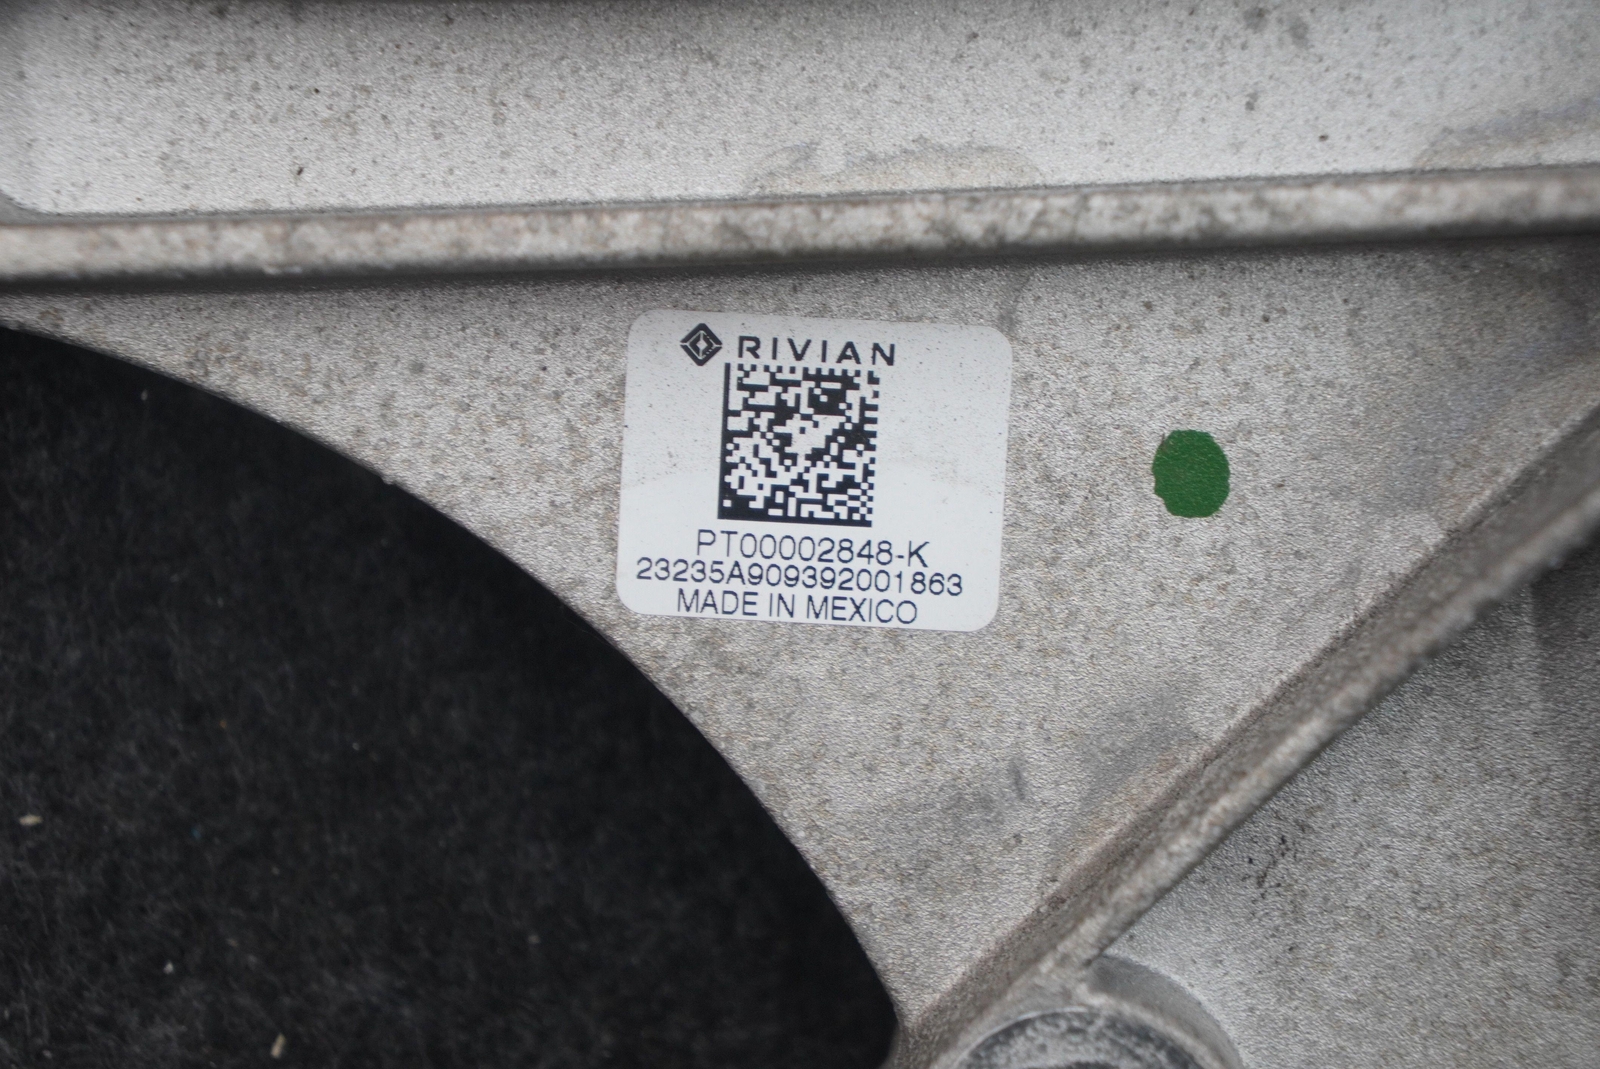 RIVIAN
PT00002848-K
23235A909392001863
MADE IN MEXICO